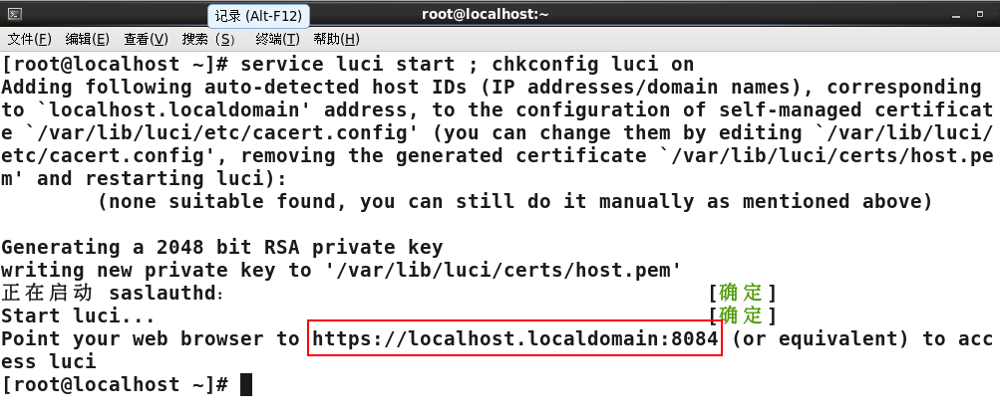 记录 (Alt-F12)
root@localhost:~
文件(F) 编辑(E) 查看(V) 搜索 (S) 终端(T) 帮助(H)
[root@localhost ~]# service luci start ; chkconfig luci on
Adding following auto-detected host IDs (IP addresses/domain names), corresponding
to `localhost.localdomain' address, to the configuration of self-managed certificat
e `/var/lib/luci/etc/cacert.config' (you can change them by editing `/var/lib/luci/
etc/cacert.config', removing the generated certificate `/var/lib/luci/certs/host.pe
m' and restarting luci):
(none suitable found, you can still do it manually as mentioned above)
Generating a 2048 bit RSA private key
writing new private key to '/var/lib/luci/certs/host.pem'
正在启动 saslauthd： [确定]
Start luci... [确定]
Point your web browser to https://localhost.localdomain:8084 (or equivalent) to acc
ess luci
[root@localhost ~]#